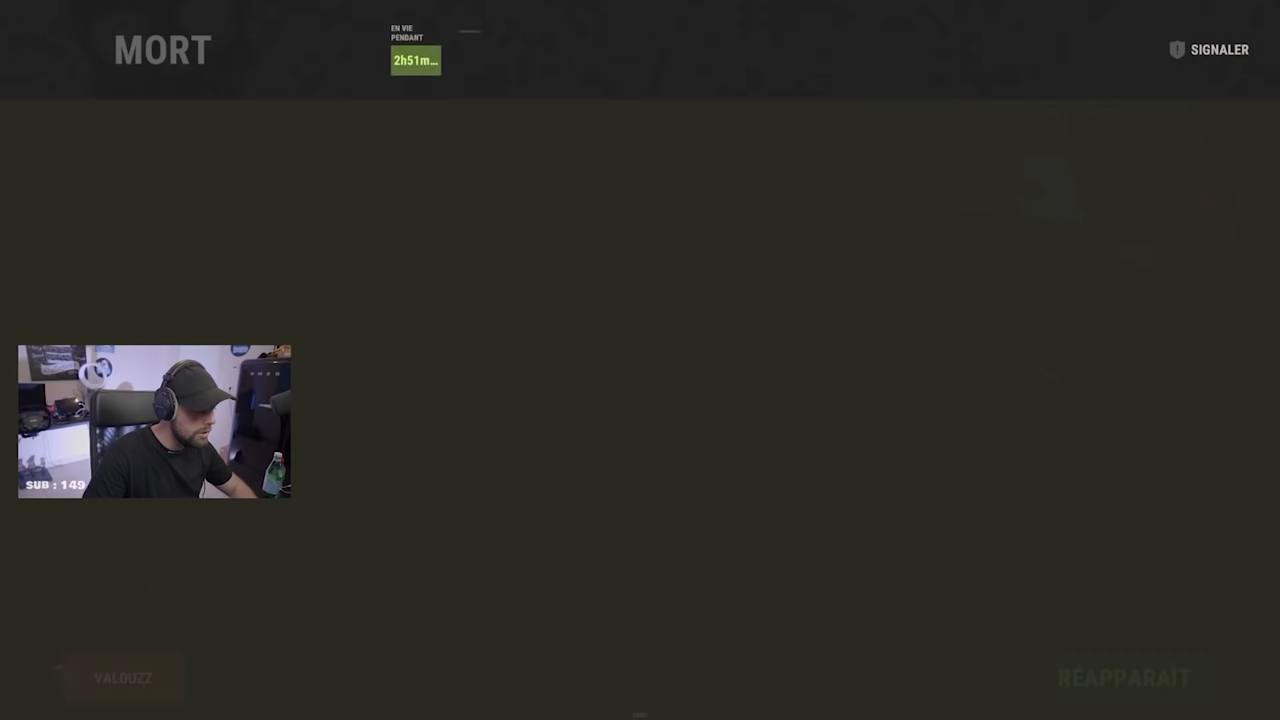 MORT
EN VIE
PENDANT
2h51m...
SIGNALER
SUB : 149
VALOUZZ
RÉAPPARAÎT